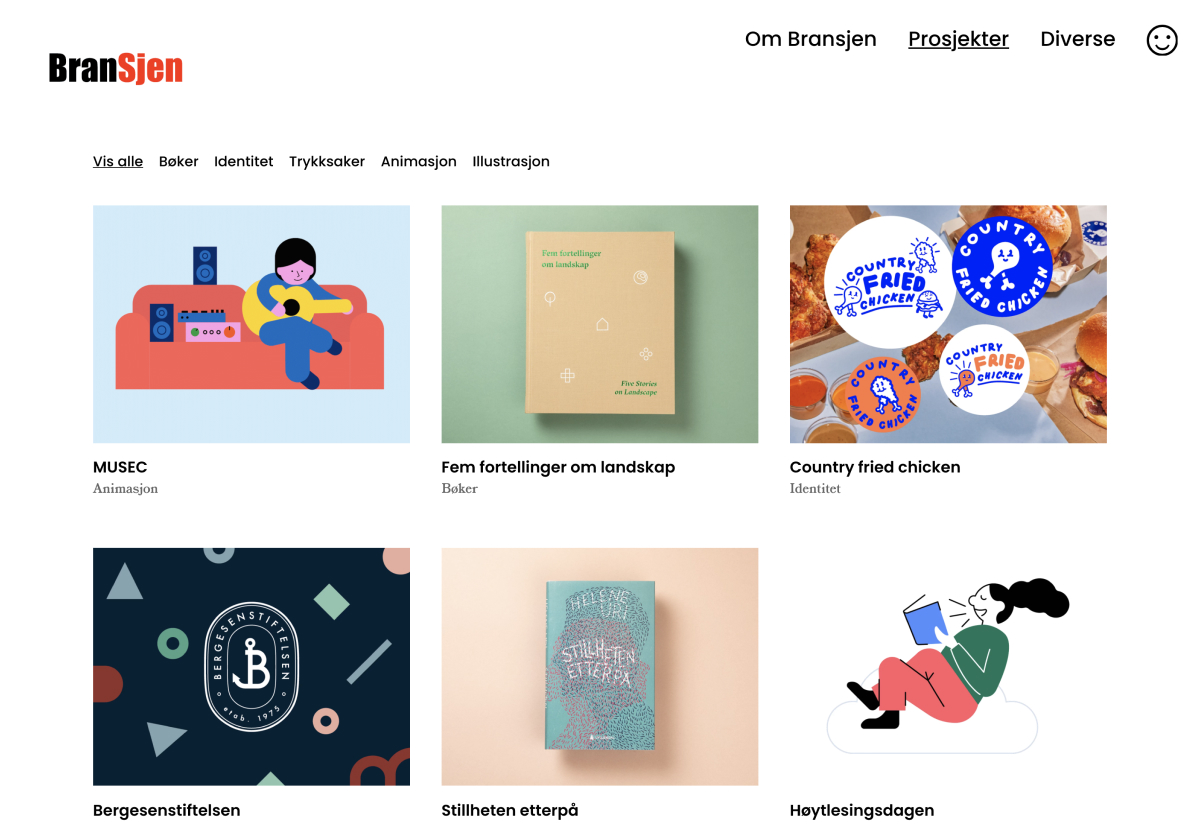 Om Bransjen Prosjekter Diverse
BranSjen
Vis alle Bøker Identitet Trykksaker Animasjon Illustrasjon
Fem fortellinger
om landskap
Five Stories
on Landscape
COUNTRY
FRIED
CHICKEN
COUNTRY
FRIED CHICKEN
COUNTRY
FRIED CHICKEN
COUNTRY
FRIED
CHICKEN
MUSEC
Fem fortellinger om landskap
Country fried chicken
Animasjon
Bøker
Identitet
BERGESENSTIFTELSEN
B
etab. 1975
HELENE
URI
STILLHETEN
ETTERPÅ
Bergesenstiftelsen
Stillheten etterpå
Høytlesingsdagen